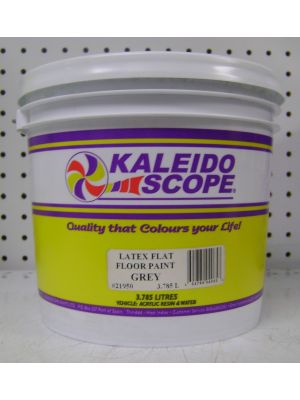 KALEIDO
SCOPE®
Quality that Colours your Life!
LATEX FLAT
FLOOR PAINT
GREY
#21950 3.785 L
3.785 LITRES
VEHICLE: ACRYLIC RESIN & WATER